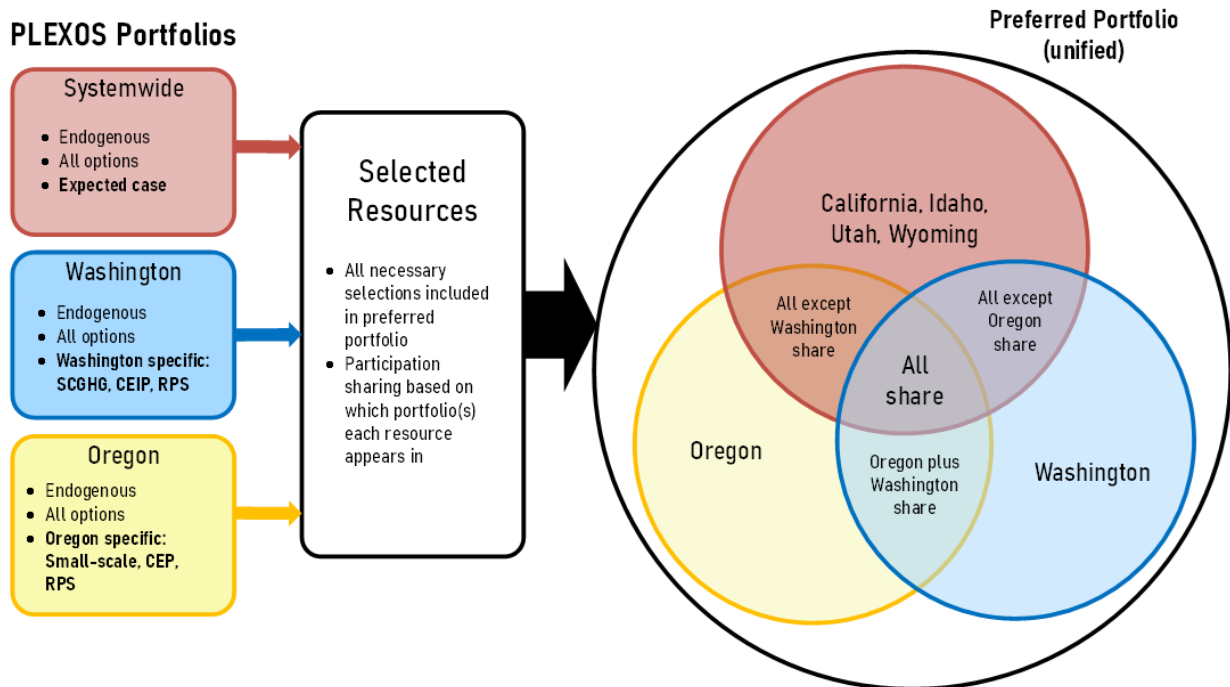 PLEXOS Portfolios
Systemwide
• Endogenous
• All options
• Expected case
Washington
• Endogenous
• All options
• Washington specific:
SCGHG, CEIP, RPS
Oregon
• Endogenous
• All options
• Oregon specific:
Small-scale, CEP,
RPS
Selected
Resources
• All necessary
selections included
in preferred
portfolio
• Participation
sharing based on
which portfolio(s)
each resource
appears in
Preferred Portfolio
(unified)
California, Idaho,
Utah, Wyoming
All except
Washington
share
All except
Oregon
share
All
share
Oregon
Oregon plus
Washington
share
Washington